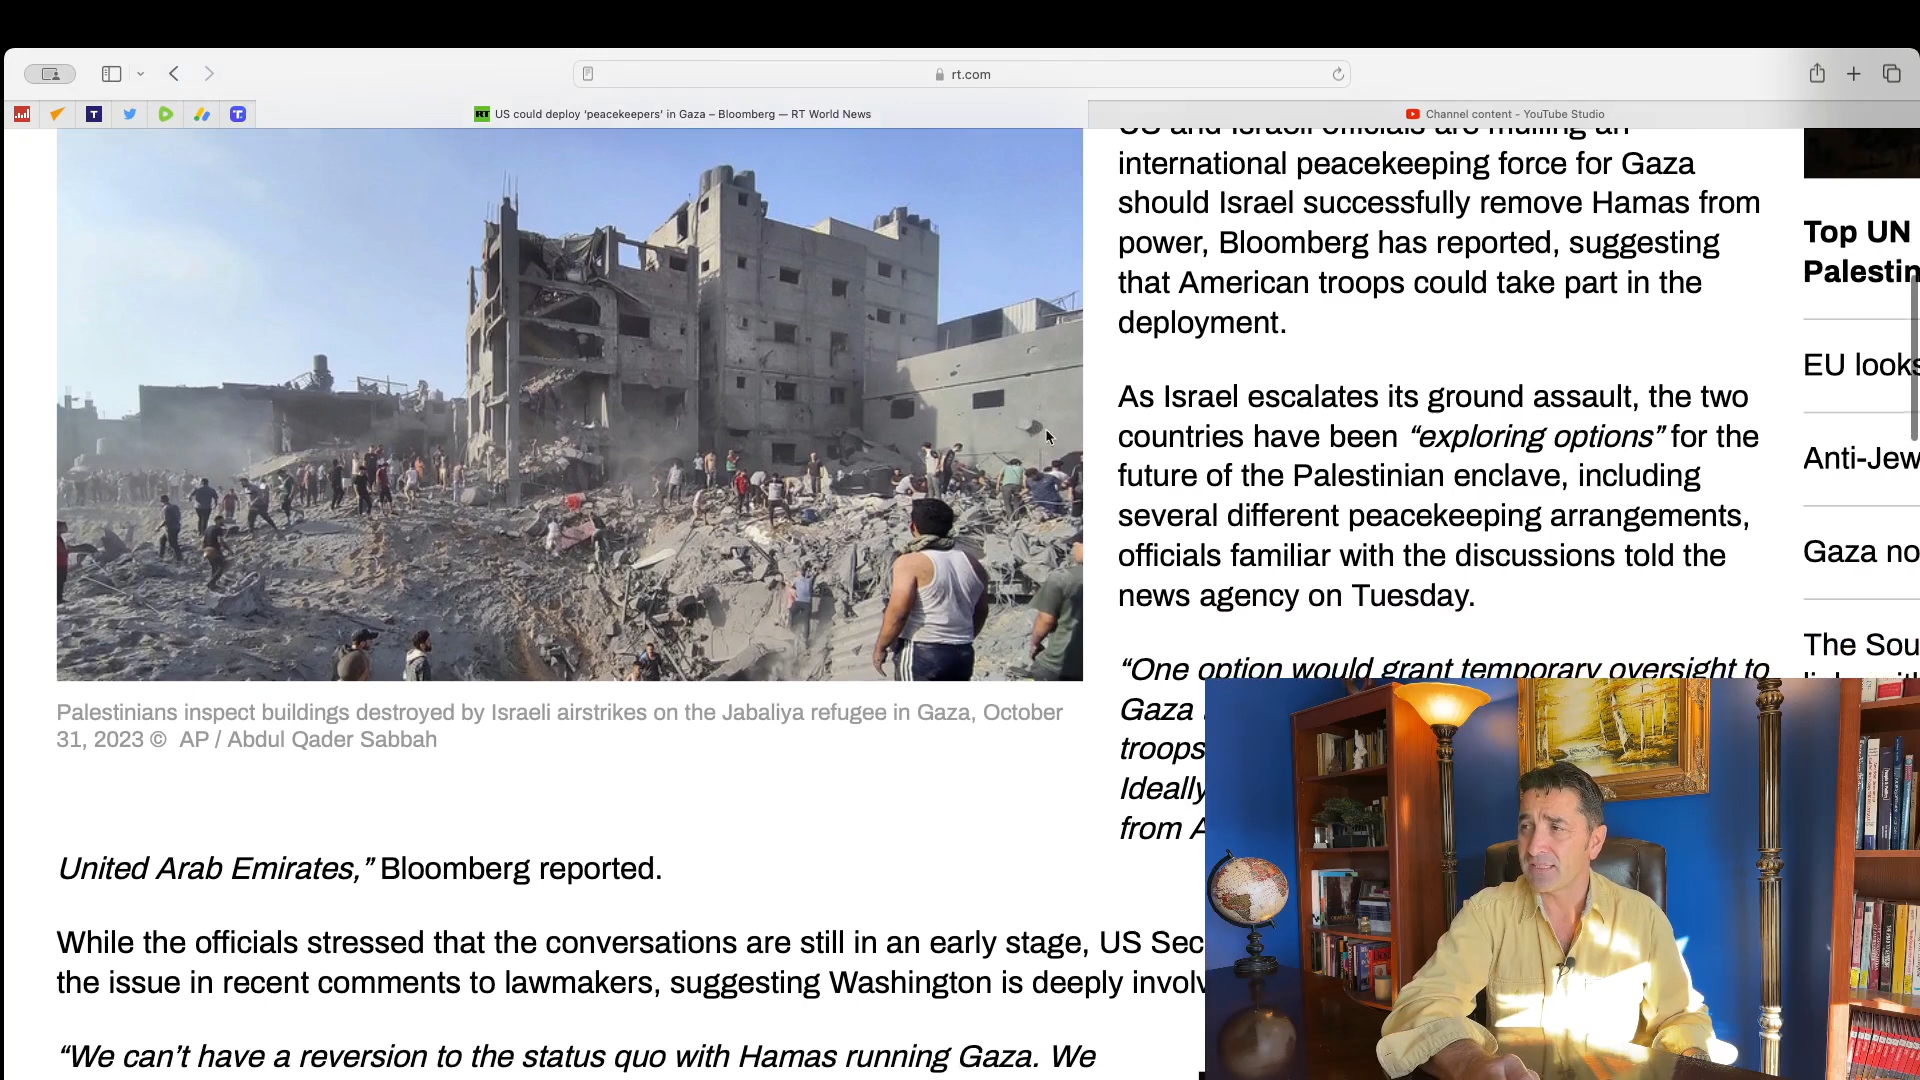 rt.com
US could deploy 'peacekeepers' in Gaza – Bloomberg — RT World News
Channel content - YouTube Studio
US and Israeli officials are mulling an
international peacekeeping force for Gaza
should Israel successfully remove Hamas from
power, Bloomberg has reported, suggesting
that American troops could take part in the
deployment.
As Israel escalates its ground assault, the two
countries have been “exploring options” for the
future of the Palestinian enclave, including
several different peacekeeping arrangements,
officials familiar with the discussions told the
news agency on Tuesday.
“One option would grant temporary oversight to
Gaza
troops
Ideally
from A
Palestinians inspect buildings destroyed by Israeli airstrikes on the Jabaliya refugee in Gaza, October
31, 2023 © AP / Abdul Qader Sabbah
United Arab Emirates,” Bloomberg reported.
While the officials stressed that the conversations are still in an early stage, US Sec
the issue in recent comments to lawmakers, suggesting Washington is deeply involv
“We can’t have a reversion to the status quo with Hamas running Gaza. We
Top UN
Palestin
EU looks
Anti-Jew
Gaza no
The Sou